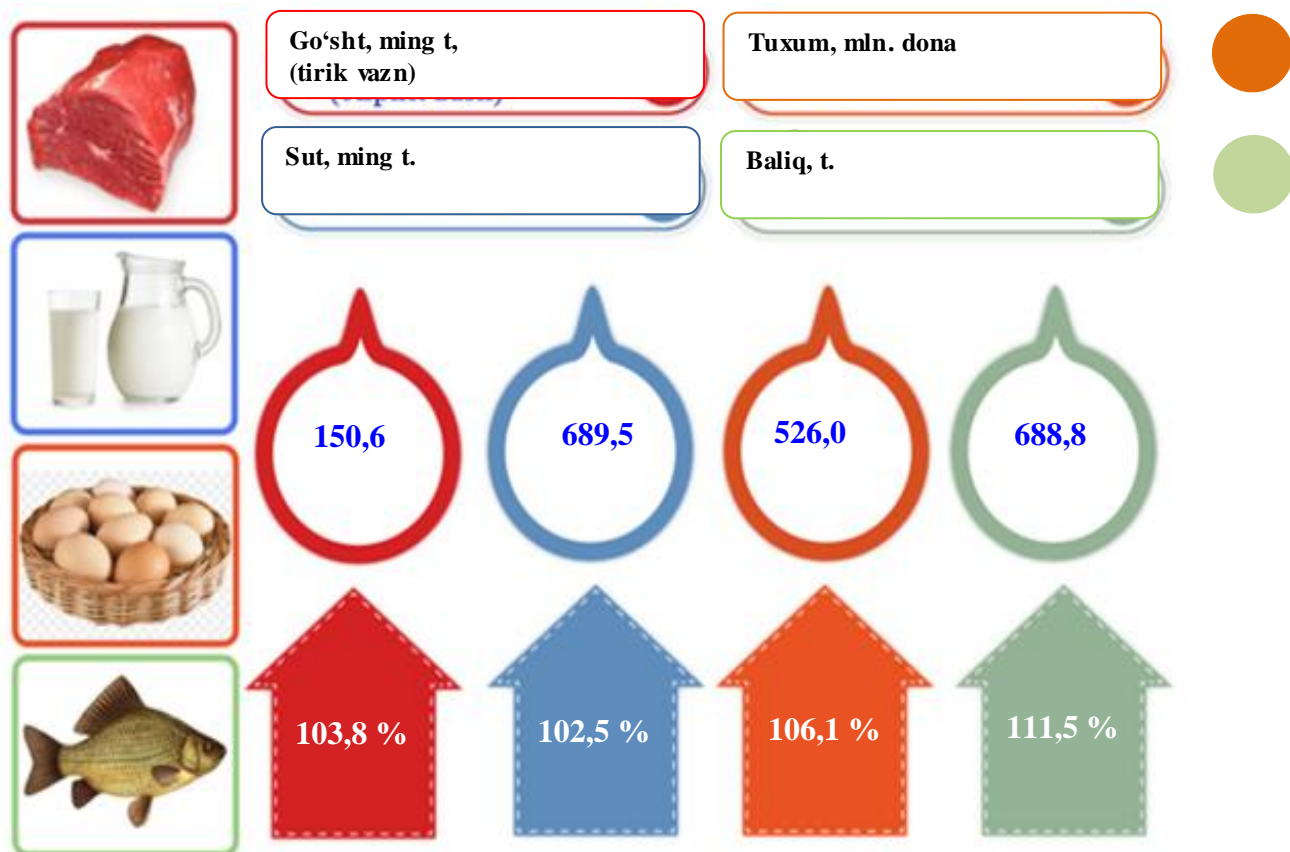 Go‘sht, ming t,
(tirik vazn)
Tuxum, mln. dona
Sut, ming t.
Baliq, t.
150,6
689,5
526,0
688,8
103,8 %
102,5 %
106,1 %
111,5 %